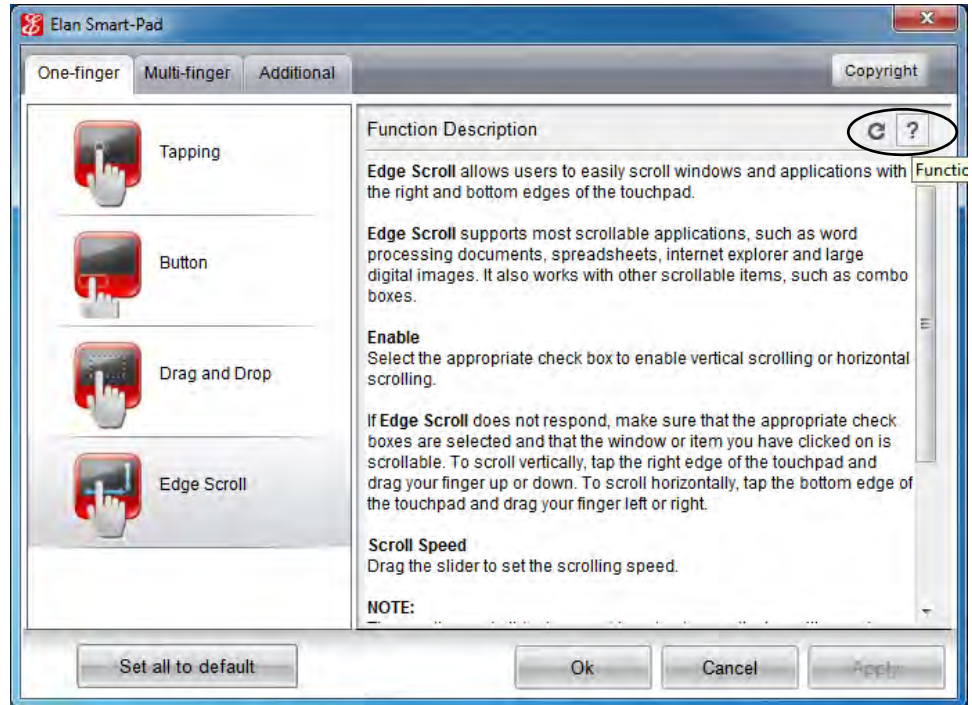 Elan Smart-Pad
x
One-finger Multi-finger Additional Copyright
Tapping
Button
Drag and Drop
Edge Scroll
Function Description
?
Functio
Edge Scroll allows users to easily scroll windows and applications with
the right and bottom edges of the touchpad.
Edge Scroll supports most scrollable applications, such as word
processing documents, spreadsheets, internet explorer and large
digital images. It also works with other scrollable items, such as combo
boxes.
Enable
Select the appropriate check box to enable vertical scrolling or horizontal
scrolling.
If Edge Scroll does not respond, make sure that the appropriate check
boxes are selected and that the window or item you have clicked on is
scrollable. To scroll vertically, tap the right edge of the touchpad and
drag your finger up or down. To scroll horizontally, tap the bottom edge of
the touchpad and drag your finger left or right.
Scroll Speed
Drag the slider to set the scrolling speed.
NOTE:
Set all to default Ok Cancel Apply